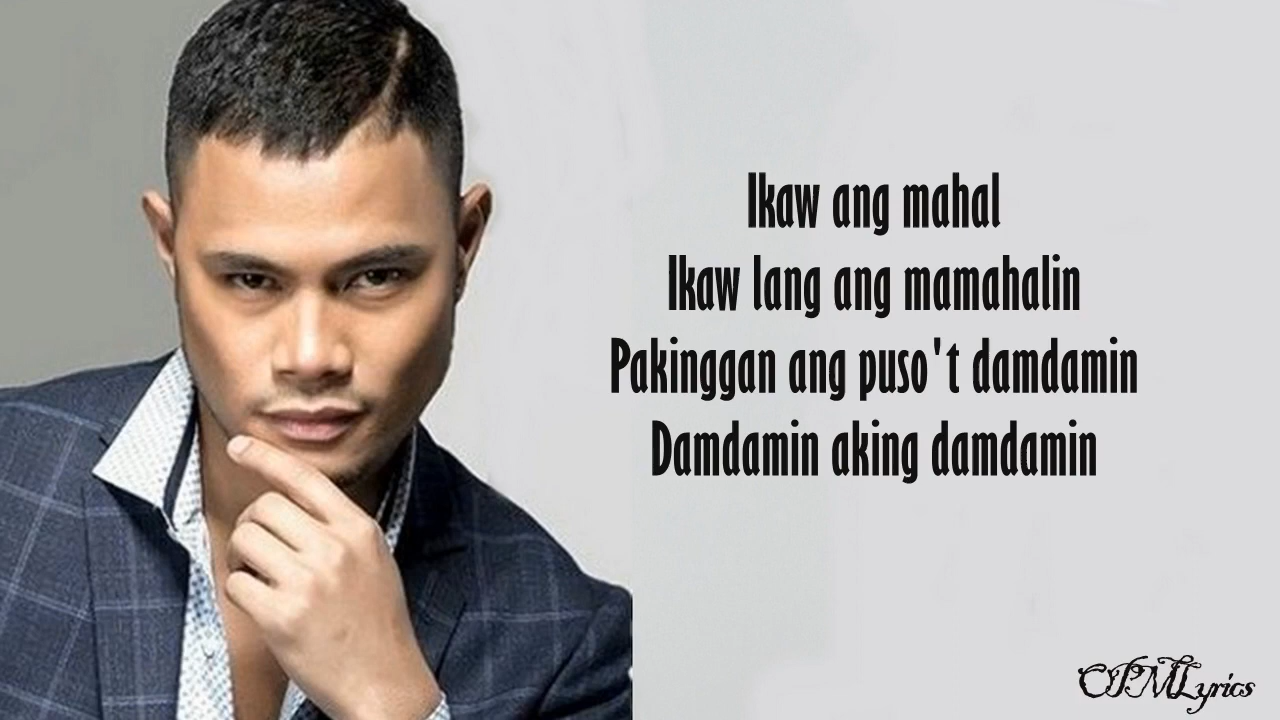 Ikaw ang mahal
Ikaw lang ang mamahalin
Pakinggan ang puso't damdamin
Damdamin aking damdamin
OPMLyrics